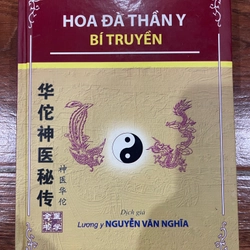 HOA ĐÀ THẦN Y
BÍ TRUYỀN
华佗神医秘传
神医华佗
Dịch giả
Lương y NGUYỄN VĂN NGHĨA